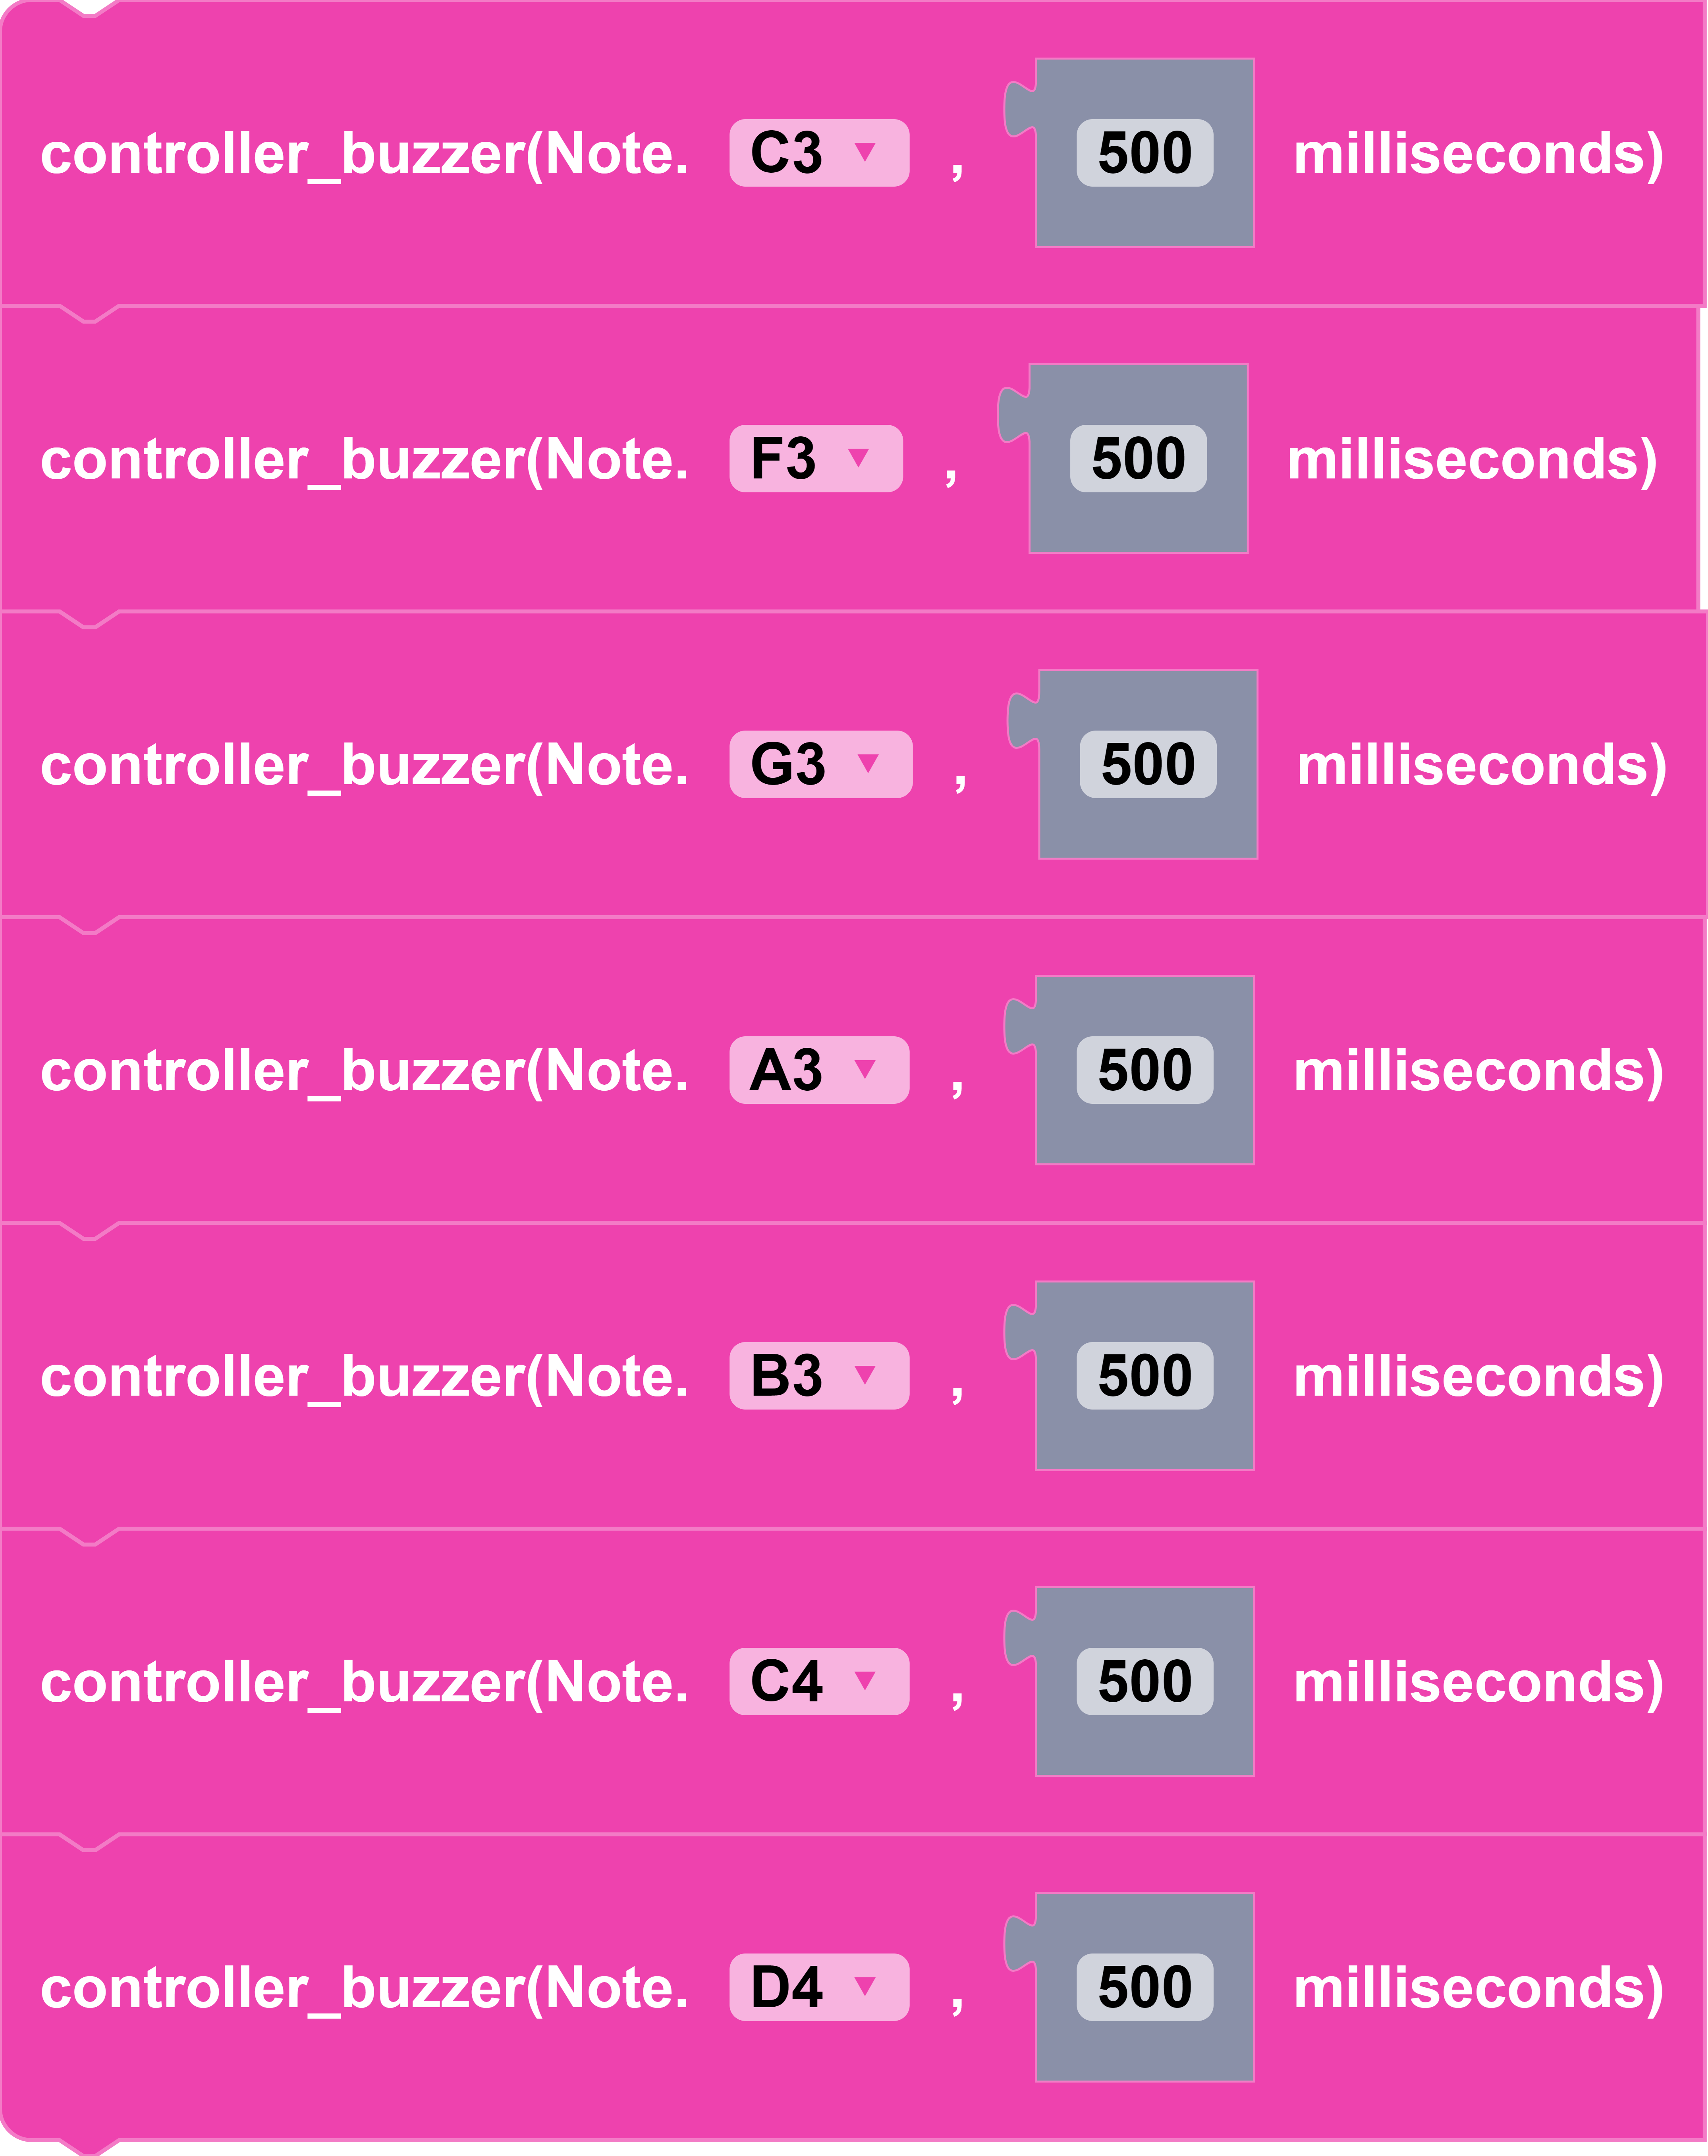 controller_buzzer(Note. C3 , 500 milliseconds)
controller_buzzer(Note. F3 , 500 milliseconds)
controller_buzzer(Note. G3 , 500 milliseconds)
controller_buzzer(Note. A3 , 500 milliseconds)
controller_buzzer(Note. B3 , 500 milliseconds)
controller_buzzer(Note. C4 , 500 milliseconds)
controller_buzzer(Note. D4 , 500 milliseconds)